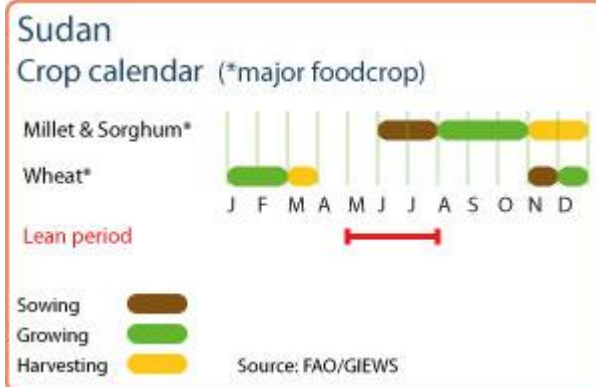 Sudan
Crop calendar (*major foodcrop)
Millet & Sorghum*
Wheat*
J F M A M J J A S O N D
Lean period
Sowing
Growing
Harvesting
Source: FAO/GIEWS